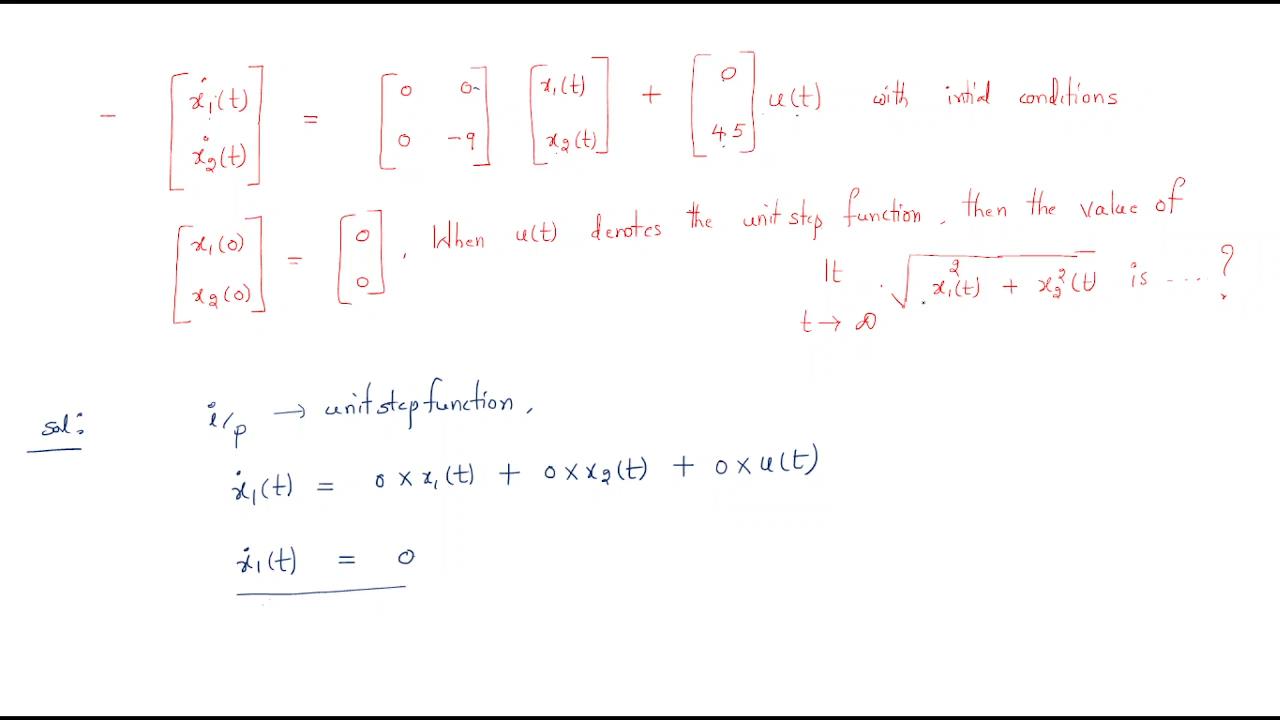 - [ẋ1(t) ẋ2(t)] = [0 0 0 -9] [x1(t) x2(t)] + [0 45] u(t) with intial conditions
[x1(0) x2(0)] = [0 0], When u(t) denotes the unit step function, then the value of
lt t→∞ √x1²(t) + x2²(t) is ....?
sol: i/p → unit step function,
ẋ1(t) = 0 × x1(t) + 0 × x2(t) + 0 × u(t)
ẋ1(t) = 0